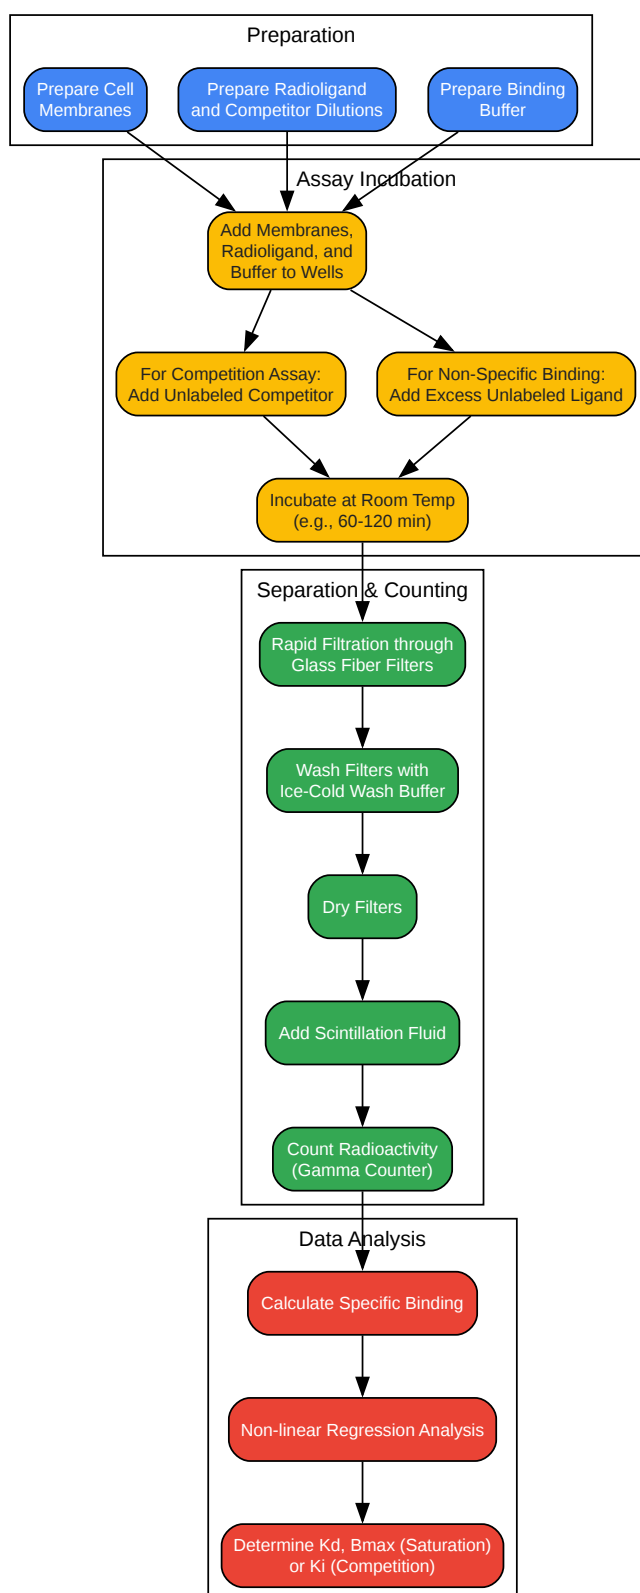 Preparation
Prepare Cell
Membranes
Prepare Radioligand
and Competitor Dilutions
Prepare Binding
Buffer
Assay Incubation
Add Membranes,
Radioligand, and
Buffer to Wells
For Competition Assay:
Add Unlabeled Competitor
For Non-Specific Binding:
Add Excess Unlabeled Ligand
Incubate at Room Temp
(e.g., 60-120 min)
Separation & Counting
Rapid Filtration through
Glass Fiber Filters
Wash Filters with
Ice-Cold Wash Buffer
Dry Filters
Add Scintillation Fluid
Count Radioactivity
(Gamma Counter)
Data Analysis
Calculate Specific Binding
Non-linear Regression Analysis
Determine Kd, Bmax (Saturation)
or Ki (Competition)